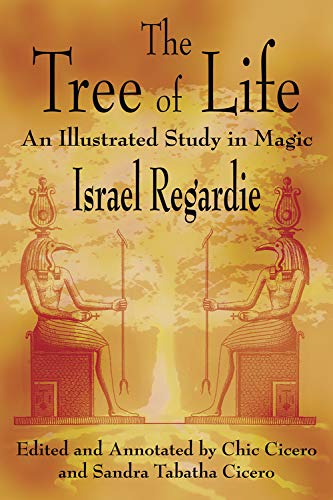 The
Tree of Life
An Illustrated Study in Magic
Israel Regardie
Edited and Annotated by Chic Cicero
and Sandra Tabatha Cicero